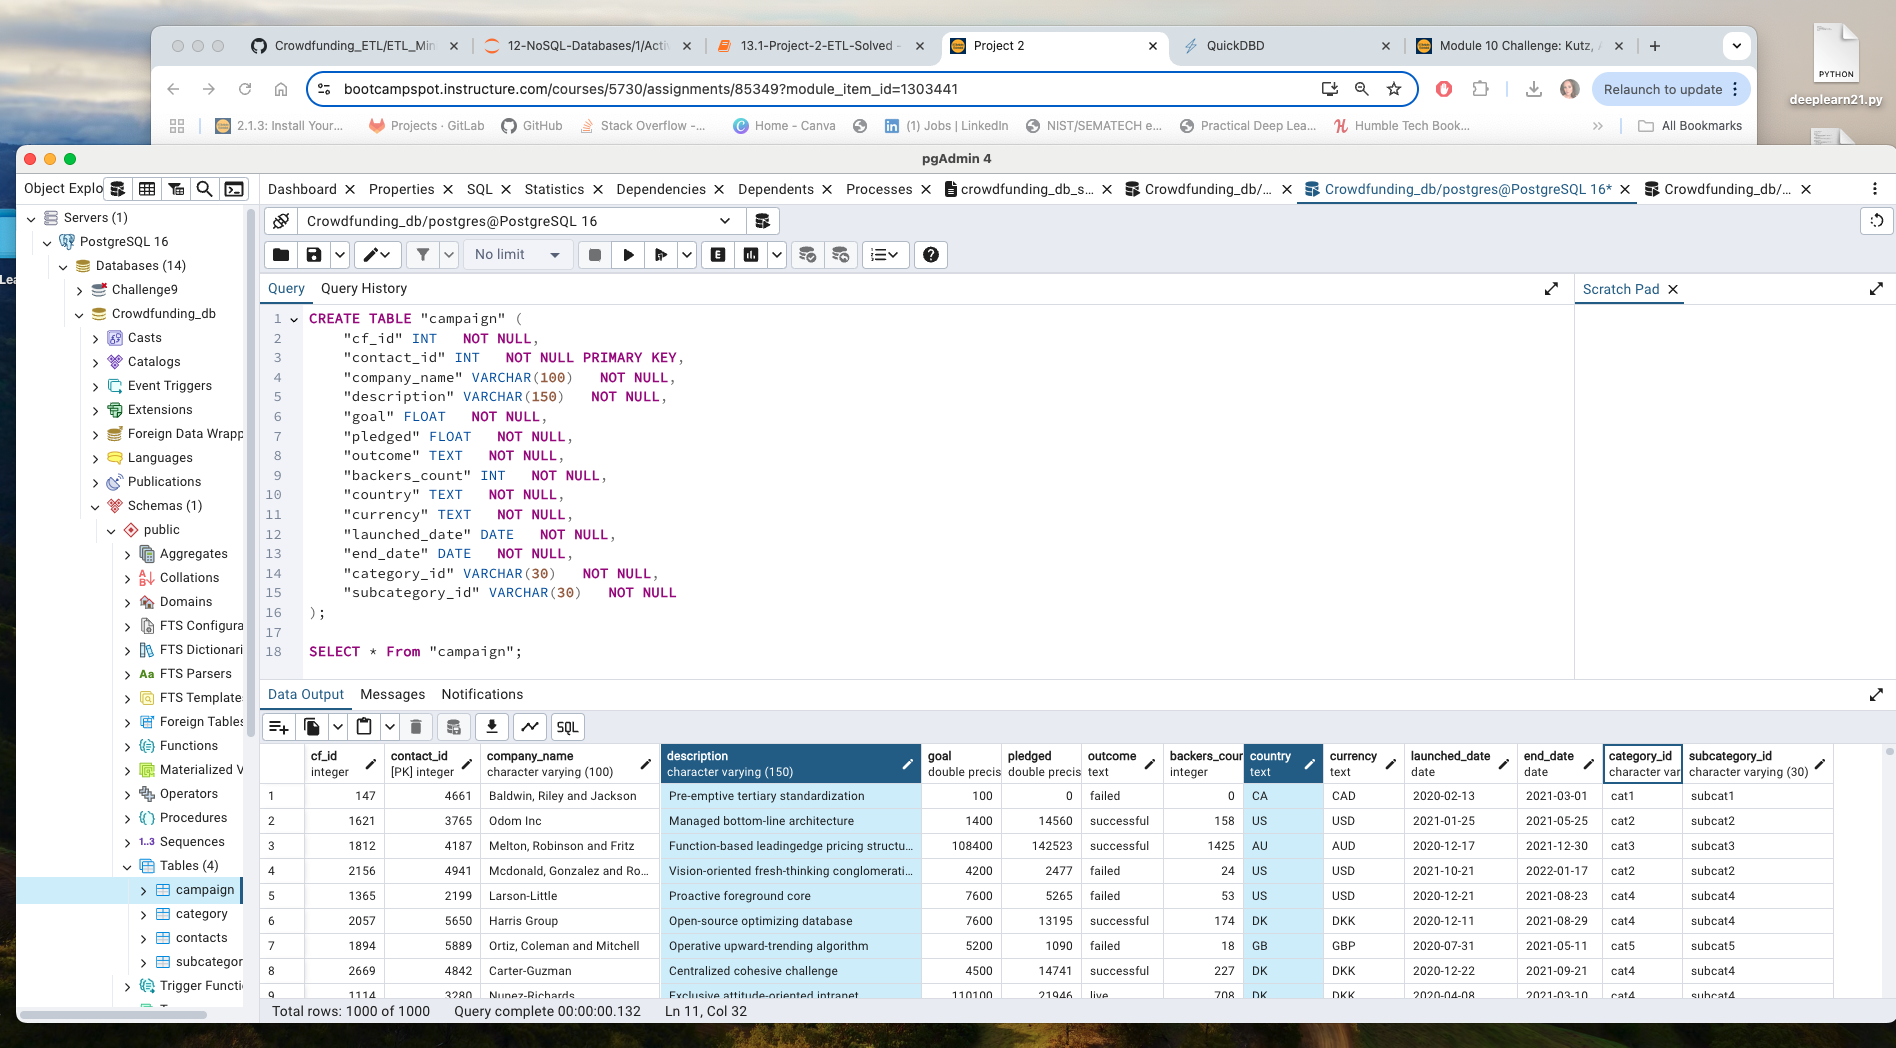 Crowdfunding_ETL/ETL_Min
12-NoSQL-Databases/1/Activ
13.1-Project-2-ETL-Solved -
Project 2
QuickDBD
Module 10 Challenge: Kutz, A
bootcampspot.instructure.com/courses/5730/assignments/85349?module_item_id=1303441
Relaunch to update
2.1.3: Install Your...
Projects · GitLab
GitHub
Stack Overflow -...
Home - Canva
(1) Jobs | LinkedIn
NIST/SEMATECH e...
Practical Deep Lea...
Humble Tech Book...
All Bookmarks
PYTHON
deeplearn21.py
pgAdmin 4
Object Explo
Dashboard
Properties
SQL
Statistics
Dependencies
Dependents
Processes
crowdfunding_db_s...
Crowdfunding_db/...
Crowdfunding_db/postgres@PostgreSQL 16*
Crowdfunding_db/...
Servers (1)
PostgreSQL 16
Databases (14)
Challenge9
Crowdfunding_db
Casts
Catalogs
Event Triggers
Extensions
Foreign Data Wrapp
Languages
Publications
Schemas (1)
public
Aggregates
Collations
Domains
FTS Configura
FTS Dictionari
FTS Parsers
FTS Template
Foreign Tables
Functions
Materialized V
Operators
Procedures
Sequences
Tables (4)
campaign
category
contacts
subcategor
Trigger Functi
Crowdfunding_db/postgres@PostgreSQL 16
No limit
Query
Query History
Scratch Pad
1 CREATE TABLE "campaign" (
2 "cf_id" INT NOT NULL,
3 "contact_id" INT NOT NULL PRIMARY KEY,
4 "company_name" VARCHAR(100) NOT NULL,
5 "description" VARCHAR(150) NOT NULL,
6 "goal" FLOAT NOT NULL,
7 "pledged" FLOAT NOT NULL,
8 "outcome" TEXT NOT NULL,
9 "backers_count" INT NOT NULL,
10 "country" TEXT NOT NULL,
11 "currency" TEXT NOT NULL,
12 "launched_date" DATE NOT NULL,
13 "end_date" DATE NOT NULL,
14 "category_id" VARCHAR(30) NOT NULL,
15 "subcategory_id" VARCHAR(30) NOT NULL
16 );
17
18 SELECT * From "campaign";
Data Output
Messages
Notifications
SQL
cf_id contact_id company_name description goal pledged outcome backers_coun country currency launched_date end_date category_id subcategory_id
integer [PK] integer character varying (100) character varying (150) double precis double precis text integer text text date date character var character varying (30)
1 147 4661 Baldwin, Riley and Jackson Pre-emptive tertiary standardization 100 0 failed 0 CA CAD 2020-02-13 2021-03-01 cat1 subcat1
2 1621 3765 Odom Inc Managed bottom-line architecture 1400 14560 successful 158 US USD 2021-01-25 2021-05-25 cat2 subcat2
3 1812 4187 Melton, Robinson and Fritz Function-based leadingedge pricing structu... 108400 142523 successful 1425 AU AUD 2020-12-17 2021-12-30 cat3 subcat3
4 2156 4941 Mcdonald, Gonzalez and Ro... Vision-oriented fresh-thinking conglomerati... 4200 2477 failed 24 US USD 2021-10-21 2022-01-17 cat2 subcat2
5 1365 2199 Larson-Little Proactive foreground core 7600 5265 failed 53 US USD 2020-12-21 2021-08-23 cat4 subcat4
6 2057 5650 Harris Group Open-source optimizing database 7600 13195 successful 174 DK DKK 2020-12-11 2021-08-29 cat4 subcat4
7 1894 5889 Ortiz, Coleman and Mitchell Operative upward-trending algorithm 5200 1090 failed 18 GB GBP 2020-07-31 2021-05-11 cat5 subcat5
8 2669 4842 Carter-Guzman Centralized cohesive challenge 4500 14741 successful 227 DK DKK 2020-12-22 2021-09-21 cat4 subcat4
9 1114 3280 Nunez-Richards Exclusive attitude-oriented intranet 110100 21946 live 708 DK DKK 2020-04-08 2021-03-10 cat4 subcat4
Total rows: 1000 of 1000
Query complete 00:00:00.132
Ln 11, Col 32